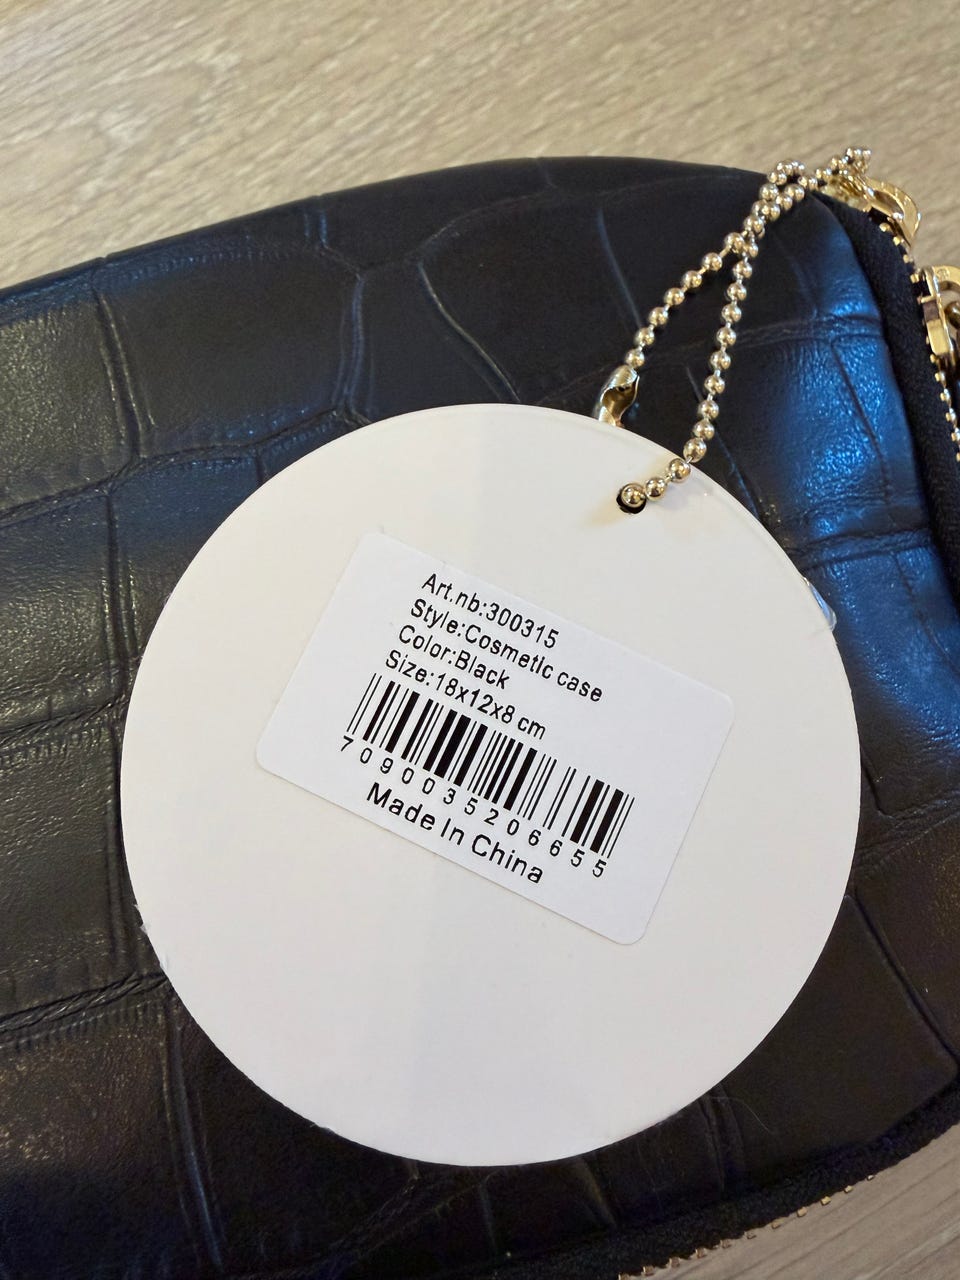 Art.nb:300315
Style:Cosmetic case
Color:Black
Size:18x12x8 cm
7090035206655
Made In China